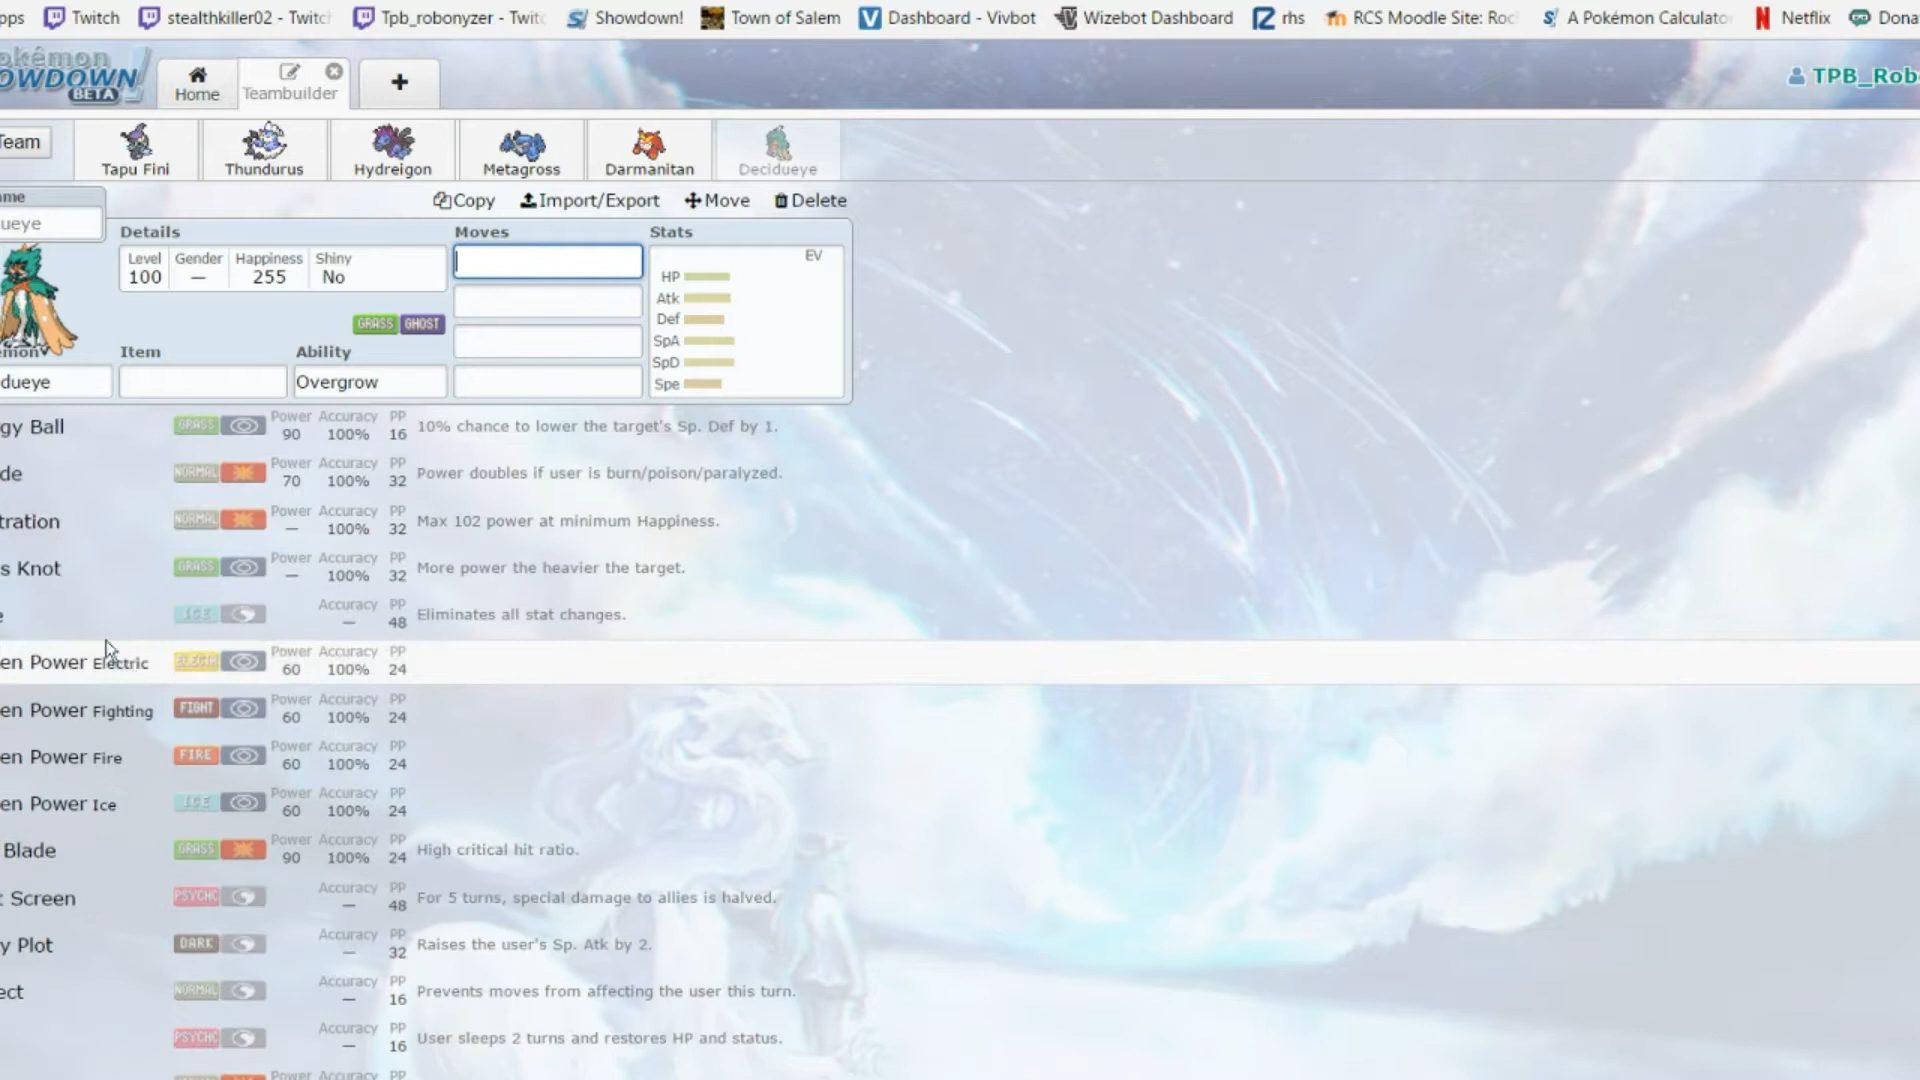 pps Twitch stealthkiller02 - Twitc Tpb_robonyzer - Twitc Showdown! Town of Salem Dashboard - Vivbot Wizebot Dashboard rhs RCS Moodle Site: Roc A Pokémon Calculato Netflix Dona
okémon
OWDOWN!
BETA
Home
Teambuilder
+
TPB_Rob
Team
Tapu Fini
Thundurus
Hydreigon
Metagross
Darmanitan
Decidueye
Copy Import/Export Move Delete
ame
ueye
Details Moves Stats
Level Gender Happiness Shiny
100 — 255 No
EV
HP
Atk
Def
SpA
SpD
Spe
GRASS GHOST
émon Item Ability
dueye Overgrow
gy Ball GRASS Power 90 Accuracy 100% PP 16 10% chance to lower the target's Sp. Def by 1.
de NORMAL Power 70 Accuracy 100% PP 32 Power doubles if user is burn/poison/paralyzed.
tration NORMAL Power — Accuracy 100% PP 32 Max 102 power at minimum Happiness.
s Knot GRASS Power — Accuracy 100% PP 32 More power the heavier the target.
e ICE Accuracy — PP 48 Eliminates all stat changes.
en Power Electric ELECTR Power 60 Accuracy 100% PP 24
en Power Fighting FIGHT Power 60 Accuracy 100% PP 24
en Power Fire FIRE Power 60 Accuracy 100% PP 24
en Power Ice ICE Power 60 Accuracy 100% PP 24
Blade GRASS Power 90 Accuracy 100% PP 24 High critical hit ratio.
t Screen PSYCHC Accuracy — PP 48 For 5 turns, special damage to allies is halved.
y Plot DARK Accuracy — PP 32 Raises the user's Sp. Atk by 2.
ect NORMAL Accuracy — PP 16 Prevents moves from affecting the user this turn.
PSYCHC Accuracy — PP 16 User sleeps 2 turns and restores HP and status.
Power Accuracy PP